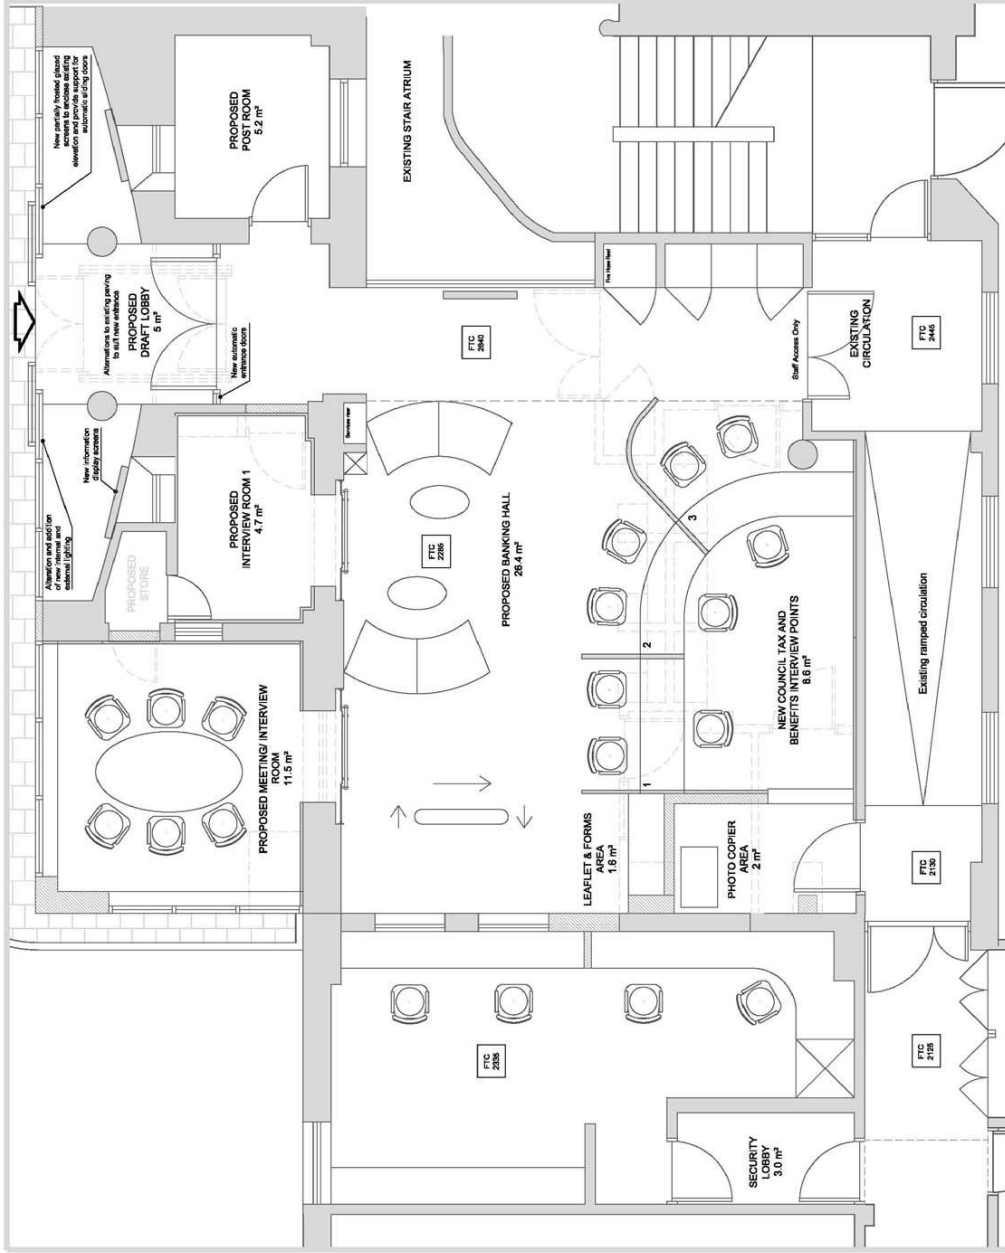 New partially frosted glazed
screens to enclose existing
elevation and provide support for
automatic sliding doors
PROPOSED
POST ROOM
5.2 m²
EXISTING STAIR ATRIUM
Alternations to existing paving
to suit new entrance
PROPOSED
DRAFT LOBBY
5 m²
New automatic
entrance doors
FTC
2640
Fire Hose Reel
Staff Access Only
EXISTING
CIRCULATION
FTC
2445
Alteration and addition
of new internal and
external lighting
New information
display screens
PROPOSED
STORE
PROPOSED
INTERVIEW ROOM 1
4.7 m²
Services riser
FTC
2285
PROPOSED BANKING HALL
26.4 m²
3
2
1
NEW COUNCIL TAX AND
BENEFITS INTERVIEW POINTS
8.6 m²
Existing ramped circulation
PROPOSED MEETING/ INTERVIEW
ROOM
11.5 m²
LEAFLET & FORMS
AREA
1.6 m²
PHOTO COPIER
AREA
2 m²
FTC
2130
FTC
2335
FTC
2125
SECURITY
LOBBY
3.0 m²